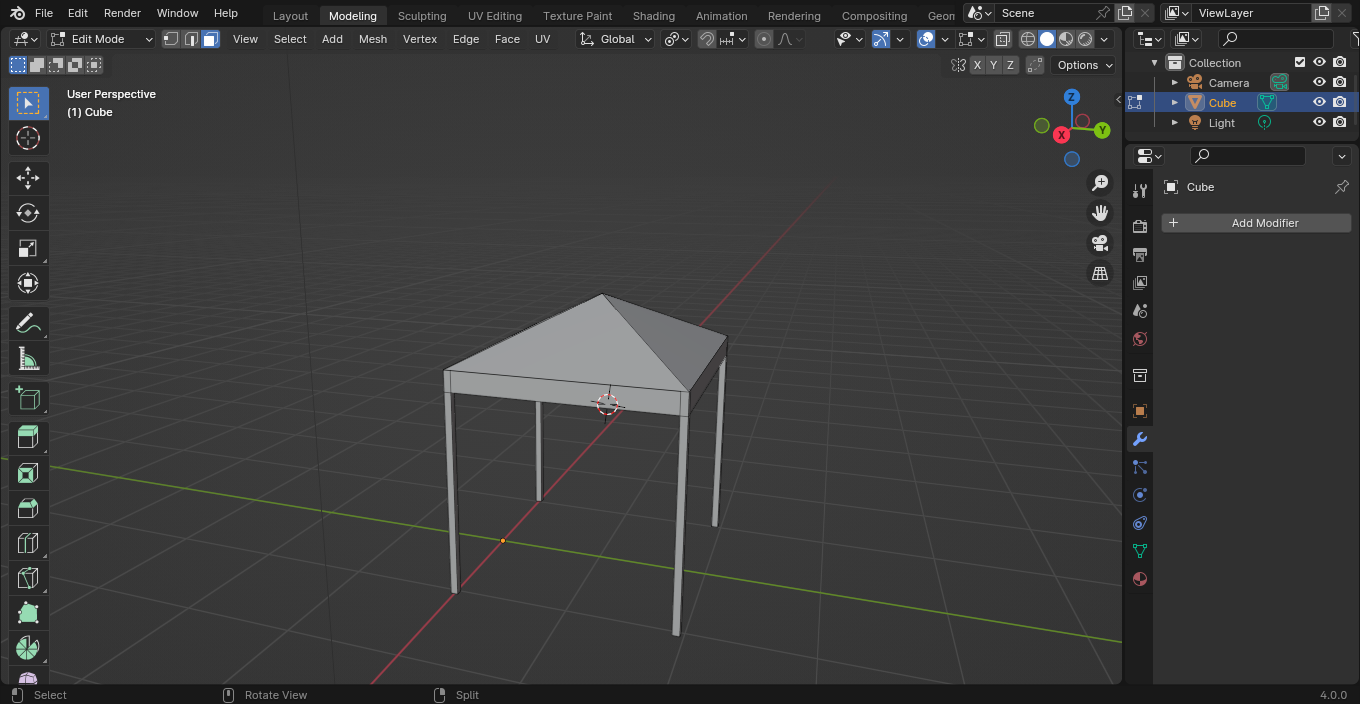 File Edit Render Window Help Layout Modeling Sculpting UV Editing Texture Paint Shading Animation Rendering Compositing Geon Scene ViewLayer
Edit Mode View Select Add Mesh Vertex Edge Face UV Global
X Y Z Options
User Perspective
(1) Cube
Z
X
Y
Collection
Camera
Cube
Light
Cube
Add Modifier
Select Rotate View Split 4.0.0